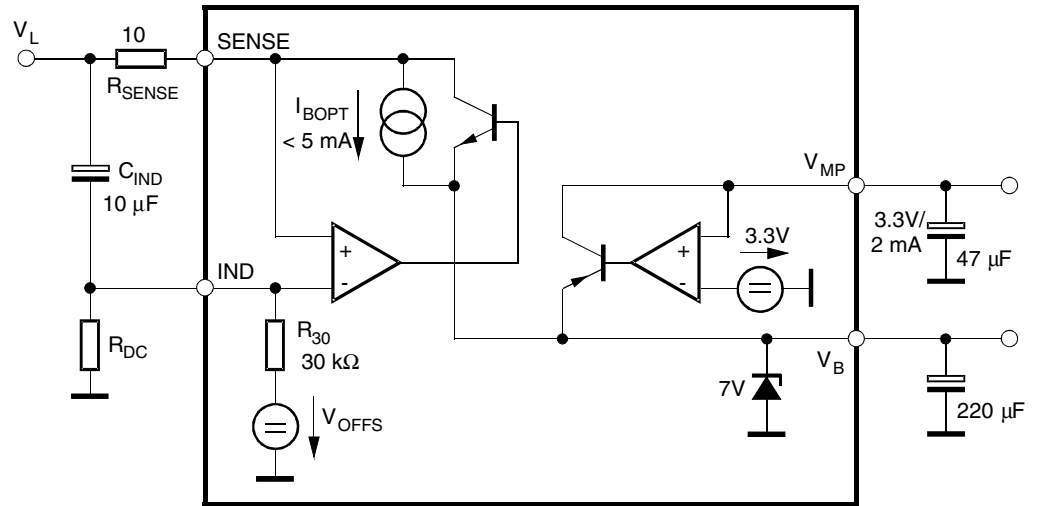 V_L
10
R_SENSE
SENSE
I_BOPT
< 5 mA
C_IND
10 µF
+
-
IND
R_DC
R_30
30 kΩ
V_OFFS
+
-
3.3V
V_MP
3.3V/
2 mA
47 µF
7V
V_B
220 µF